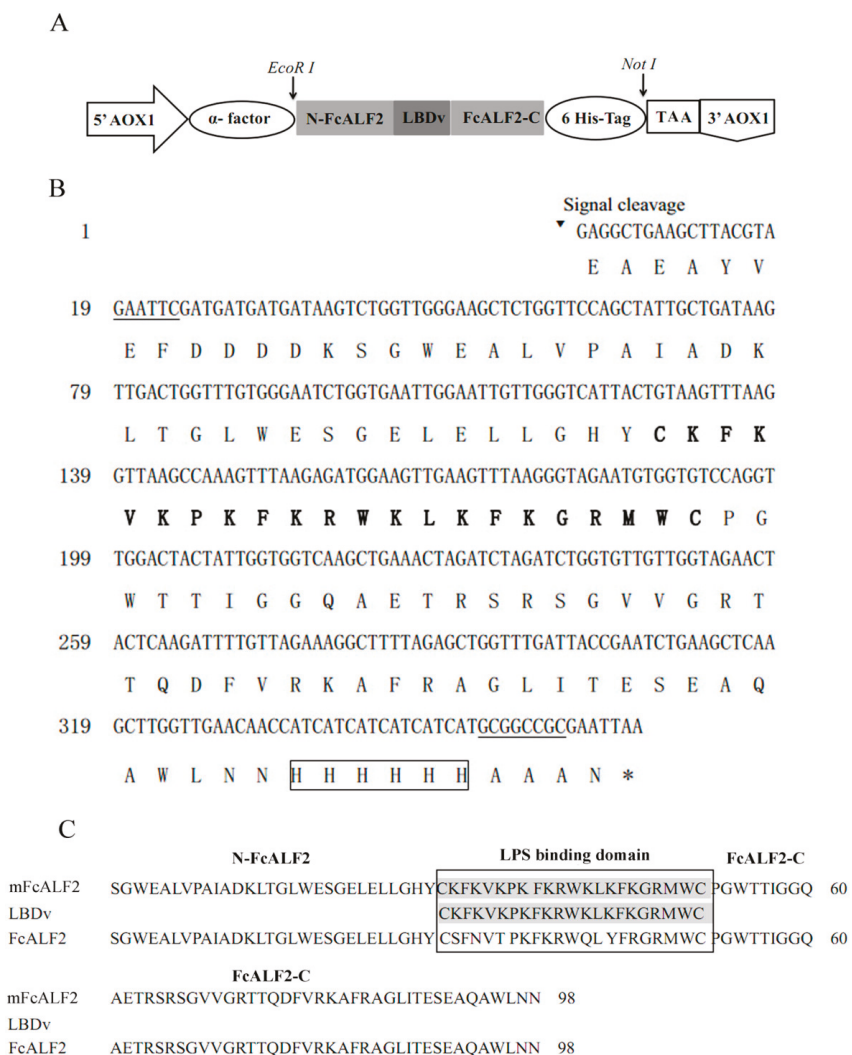 A
EcoR I
Not I
5' AOX1 α- factor N-FcALF2 LBDv FcALF2-C 6 His-Tag TAA 3' AOX1
B
Signal cleavage
1 GAGGCTGAAGCTTACGTA
E A E A Y V
19 GAATTCGATGATGATGATAAGTCTGGTTGGGAAGCTCTGGTTCCAGCTATTGCTGATAAG
E F D D D D K S G W E A L V P A I A D K
79 TTGACTGGTTTGTGGGAATCTGGTGAATTGGAATTGTTGGGTCATTACTGTAAGTTTAAG
L T G L W E S G E L E L L G H Y C K F K
139 GTTAAGCCAAAGTTTAAGAGATGGAAGTTGAAGTTTAAGGGTAGAATGTGGTGTCCAGGT
V K P K F K R W K L K F K G R M W C P G
199 TGGACTACTATTGGTGGTCAAGCTGAAACTAGATCTAGATCTGGTGTTGTTGGTAGAACT
W T T I G G Q A E T R S R S G V V G R T
259 ACTCAAGATTTTGTTAGAAAGGCTTTTAGAGCTGGTTTGATTACCGAATCTGAAGCTCAA
T Q D F V R K A F R A G L I T E S E A Q
319 GCTTGGTTGAACAACCATCATCATCATCATCATGCGGCCGCGAATTAA
A W L N N H H H H H H A A A N *
C
N-FcALF2 LPS binding domain FcALF2-C
mFcALF2 SGWEALVPAIADKLTGLWESGELELLGHYCKFKVKPK FKRWKLKFKGRMWC PGWTTIGGQ 60
LBDv CKFKVKPKFKRWKLKFKGRMWC
FcALF2 SGWEALVPAIADKLTGLWESGELELLGHYCSFNVT PKFKRWQL YFRGRMWC PGWTTIGGQ 60
FcALF2-C
mFcALF2 AETRSRSGVVGRTTQDFVRKAFRAGLITESEAQAWLNN 98
LBDv
FcALF2 AETRSRSGVVGRTTQDFVRKAFRAGLITESEAQAWLNN 98